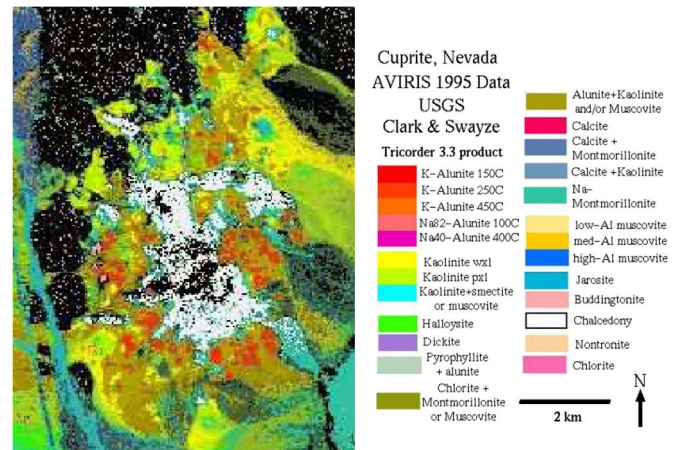 Cuprite, Nevada
AVIRIS 1995 Data
USGS
Clark & Swayze
Tricorder 3.3 product
K-Alunite 150C
K-Alunite 250C
K-Alunite 450C
Na82-Alunite 100C
Na40-Alunite 400C
Kaolinite wxl
Kaolinite pxl
Kaolinite+smectite
or muscovite
Halloysite
Dickite
Pyrophyllite
+ alunite
Chlorite +
Montmorillonite
or Muscovite
Alunite+Kaolinite
and/or Muscovite
Calcite
Calcite +
Montmorillonite
Calcite +Kaolinite
Na-
Montmorillonite
low-Al muscovite
med-Al muscovite
high-Al muscovite
Jarosite
Buddingtonite
Chalcedony
Nontronite
Chlorite
N
2 km